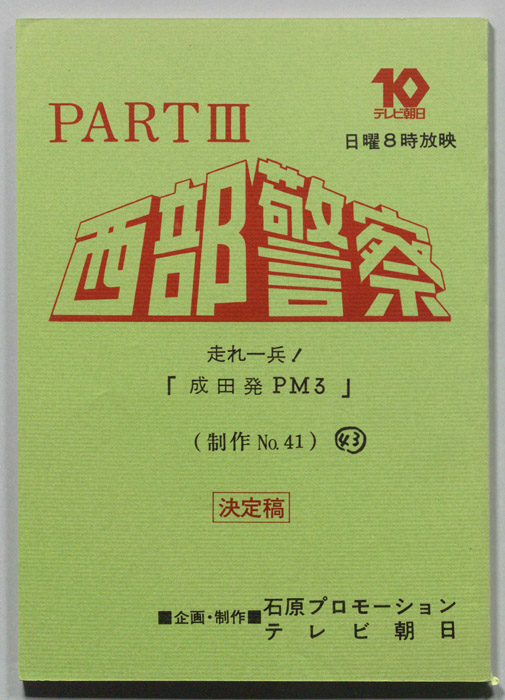 10
テレビ朝日
PART III
日曜8時放映
西部警察
走れ一兵！
「成田発PM3」
(制作No.41) 43
決定稿
■企画・制作■石原プロモーション
テレビ朝日